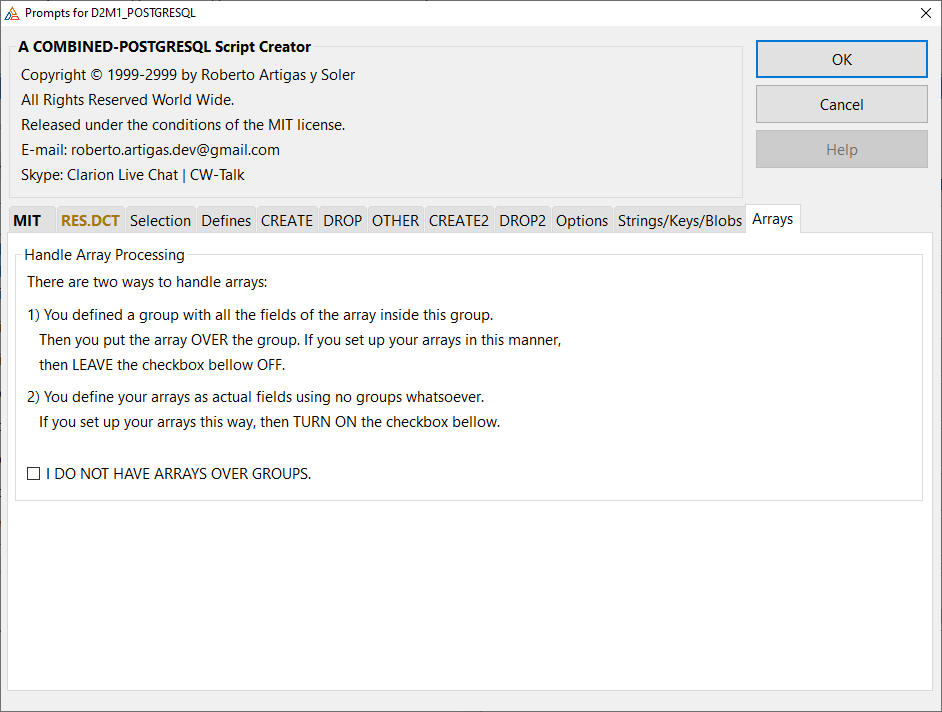 Prompts for D2M1_POSTGRESQL
A COMBINED-POSTGRESQL Script Creator
Copyright © 1999-2999 by Roberto Artigas y Soler
All Rights Reserved World Wide.
Released under the conditions of the MIT license.
E-mail: roberto.artigas.dev@gmail.com
Skype: Clarion Live Chat | CW-Talk
OK
Cancel
Help
MIT RES.DCT Selection Defines CREATE DROP OTHER CREATE2 DROP2 Options Strings/Keys/Blobs Arrays
Handle Array Processing
There are two ways to handle arrays:
1) You defined a group with all the fields of the array inside this group.
Then you put the array OVER the group. If you set up your arrays in this manner,
then LEAVE the checkbox bellow OFF.
2) You define your arrays as actual fields using no groups whatsoever.
If you set up your arrays this way, then TURN ON the checkbox bellow.
I DO NOT HAVE ARRAYS OVER GROUPS.